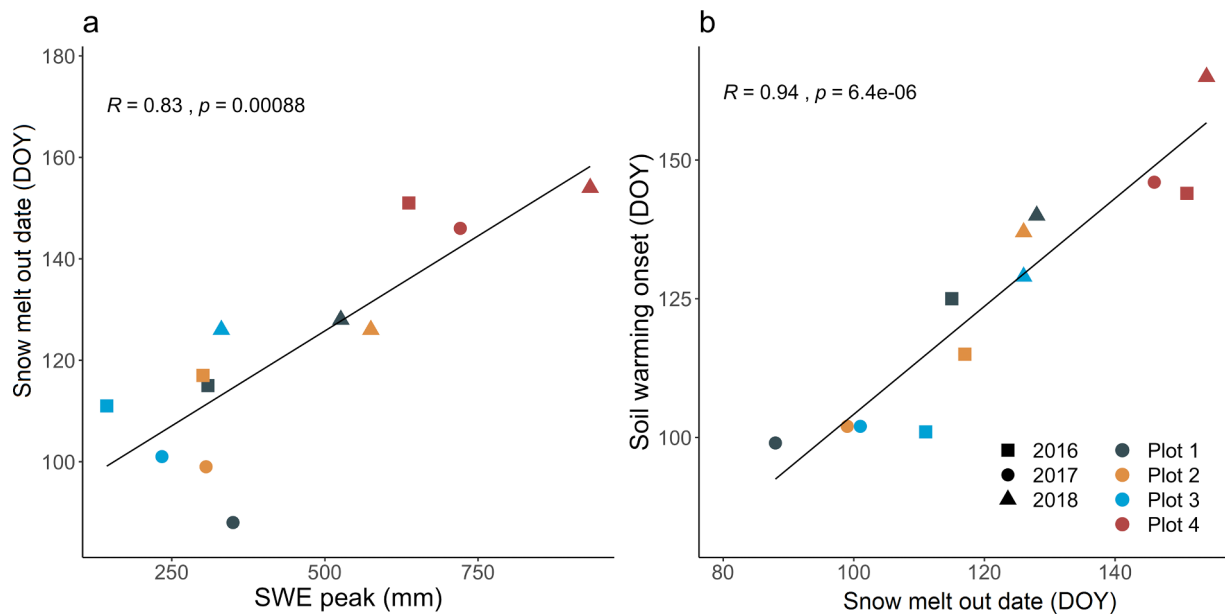 a
R = 0.83 , p = 0.00088
Snow melt out date (DOY)
180
160
140
120
100
250 500 750
SWE peak (mm)
b
R = 0.94 , p = 6.4e-06
Soil warming onset (DOY)
150
125
100
2016 Plot 1
2017 Plot 2
2018 Plot 3
Plot 4
80 100 120 140
Snow melt out date (DOY)